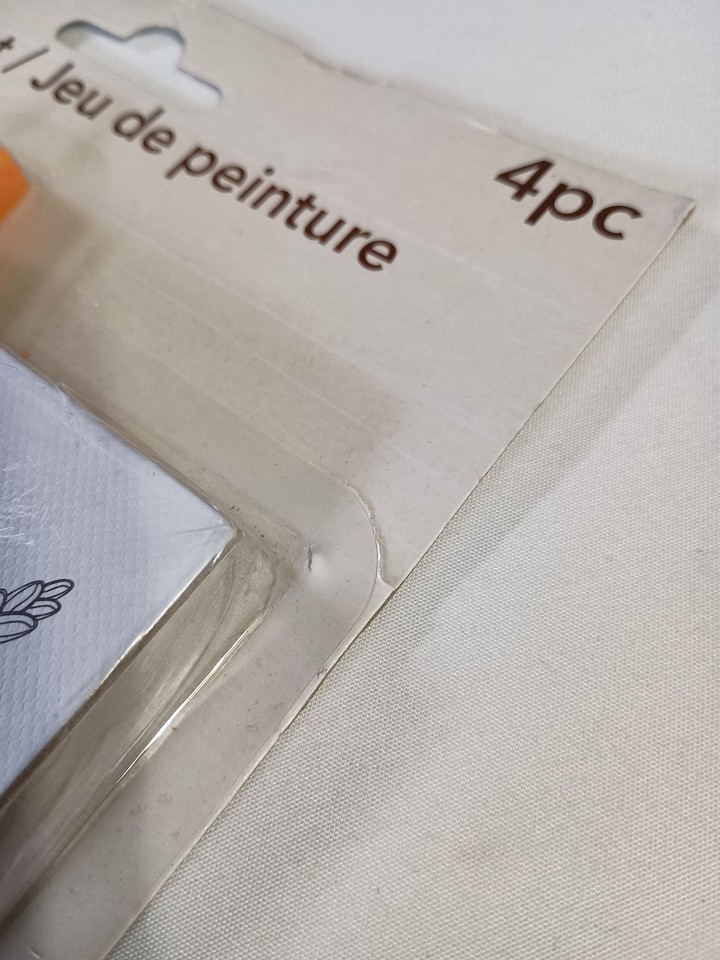 t / Jeu de peinture
4pc